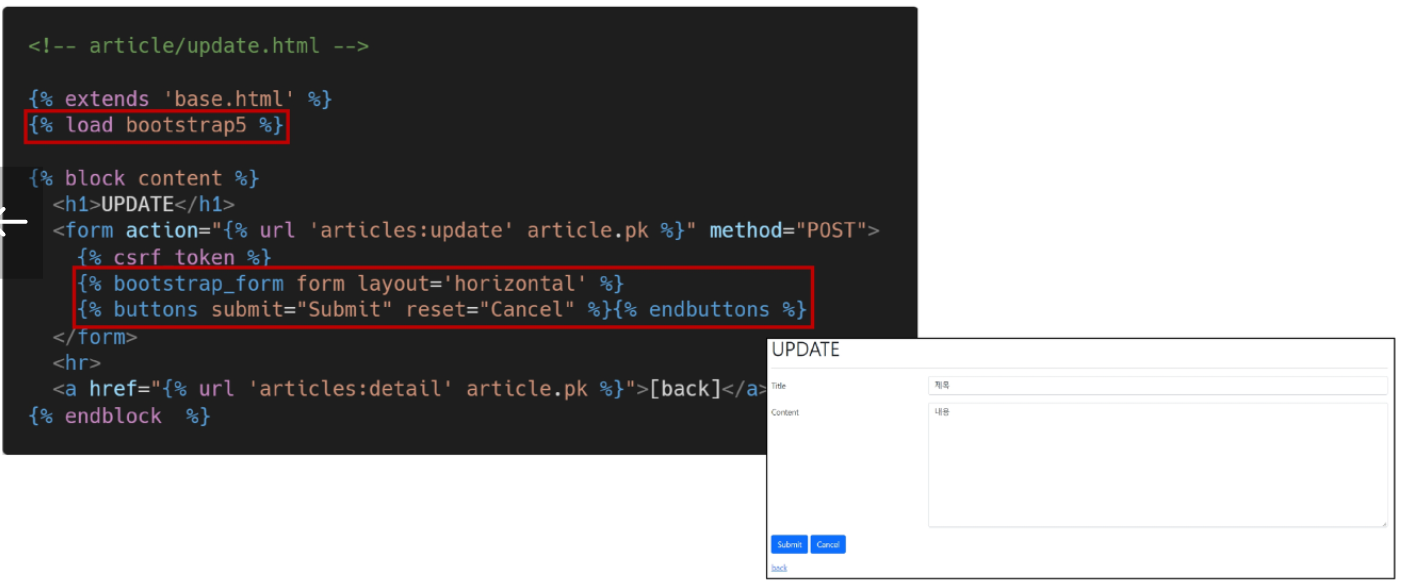 <!-- article/update.html -->
{% extends 'base.html' %}
{% load bootstrap5 %}
{% block content %}
<h1>UPDATE</h1>
<form action="{% url 'articles:update' article.pk %}" method="POST">
{% csrf_token %}
{% bootstrap_form form layout='horizontal' %}
{% buttons submit="Submit" reset="Cancel" %}{% endbuttons %}
</form>
<hr>
<a href="{% url 'articles:detail' article.pk %}">[back]</a>
{% endblock  %}
UPDATE
Title 제목
Content 내용
Submit Cancel
back